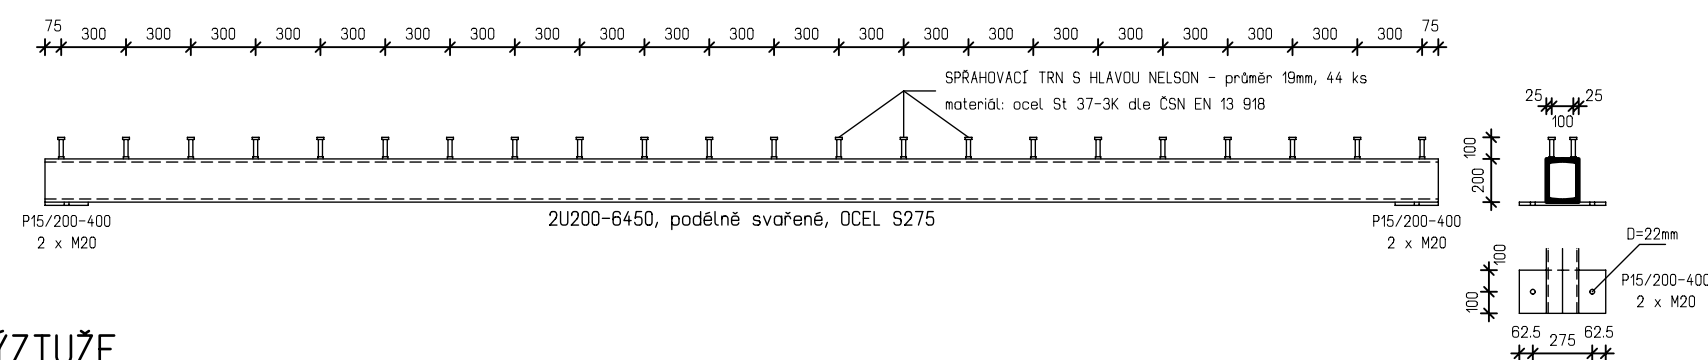 75 300 300 300 300 300 300 300 300 300 300 300 300 300 300 300 300 300 300 300 300 300 75
SPŘAHOVACÍ TRN S HLAVOU NELSON - průměr 19mm, 44 ks
materiál: ocel St 37-3K dle ČSN EN 13 918
25 25
100
100
200
P15/200-400
2 x M20
2U200-6450, podélně svařené, OCEL S275
P15/200-400
2 x M20
D=22mm
100
100
P15/200-400
2 x M20
62.5 275 62.5
ÝZTUŽE